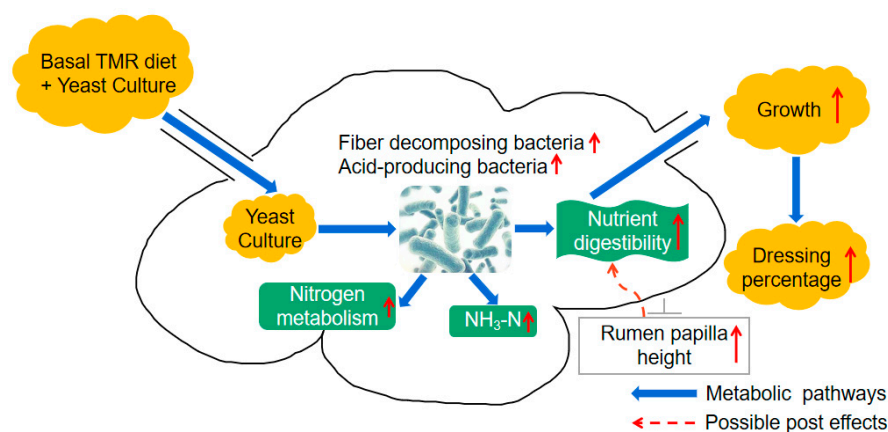 Basal TMR diet
+ Yeast Culture
Growth
Fiber decomposing bacteria
Acid-producing bacteria
Yeast
Culture
Nutrient
digestibility
Dressing
percentage
Nitrogen
metabolism
NH₃-N
Rumen papilla
height
Metabolic pathways
Possible post effects